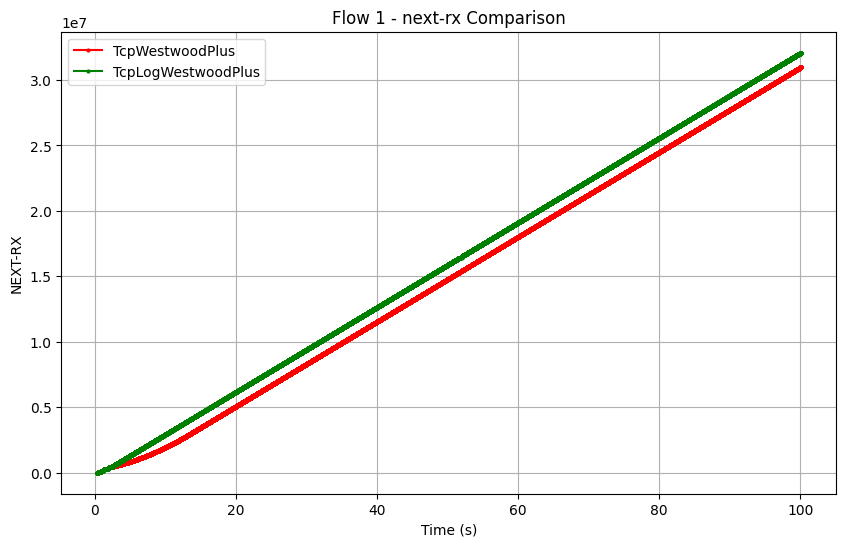 Flow 1 - next-rx Comparison
1e7
TcpWestwoodPlus
TcpLogWestwoodPlus
3.0
2.5
2.0
1.5
1.0
0.5
0.0
NEXT-RX
0 20 40 60 80 100
Time (s)